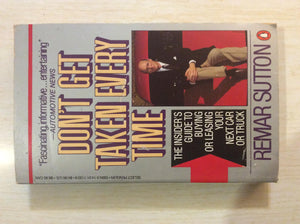 "Fascinating, informative... entertaining"
—AUTOMOTIVE NEWS
DON'T GET
TAKEN EVERY
TIME
THE INSIDER'S
GUIDE TO
BUYING
OR LEASING
YOUR
NEXT CAR
OR TRUCK
REMAR SUTTON